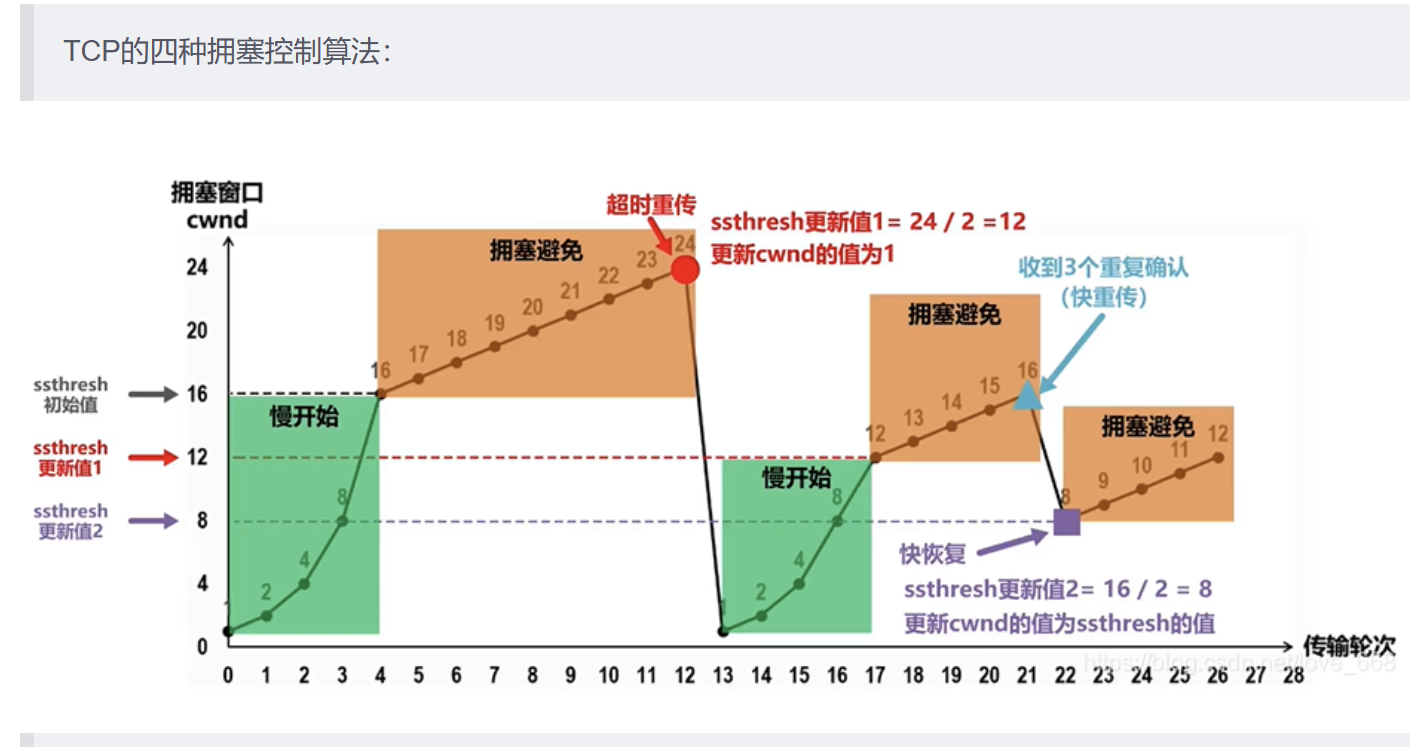 TCP的四种拥塞控制算法：
拥塞窗口
cwnd
超时重传
ssthresh更新值1= 24 / 2 =12
更新cwnd的值为1
拥塞避免
24
收到3个重复确认
（快重传）
拥塞避免
24
23
22
21
20
20
19
18
17
16
16
15
14
13
12
ssthresh
初始值
16
慢开始
拥塞避免
12
11
10
9
8
ssthresh
更新值1
12
慢开始
8
4
2
8
4
2
1
ssthresh
更新值2
8
快恢复
ssthresh更新值2= 16 / 2 = 8
更新cwnd的值为ssthresh的值
4
0
传输轮次
0 1 2 3 4 5 6 7 8 9 10 11 12 13 14 15 16 17 18 19 20 21 22 23 24 25 26 27 28
https://blog.csdn.net/love_668